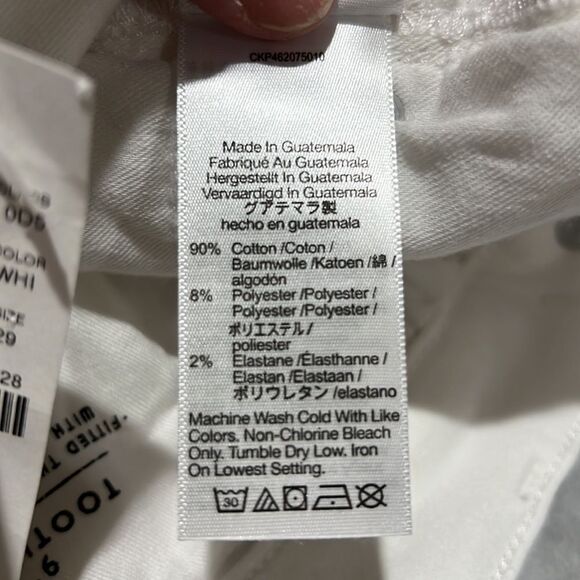 CKP462075010
Made In Guatemala
Fabriqué Au Guatemala
Hergestellt In Guatemala
Vervaardigd In Guatemala
グアテマラ製
hecho en guatemala
90% Cotton /Coton /
Baumwolle /Katoen /綿 /
algodón
8% Polyester /Polyester /
Polyester /Polyester /
ポリエステル /
poliester
2% Elastane /Élasthanne /
Elastan /Elastaan /
ポリウレタン /elastano
Machine Wash Cold With Like
Colors. Non-Chlorine Bleach
Only. Tumble Dry Low. Iron
On Lowest Setting.
30
COLOR
WHI
SIZE
29
28
FITTED
WITH